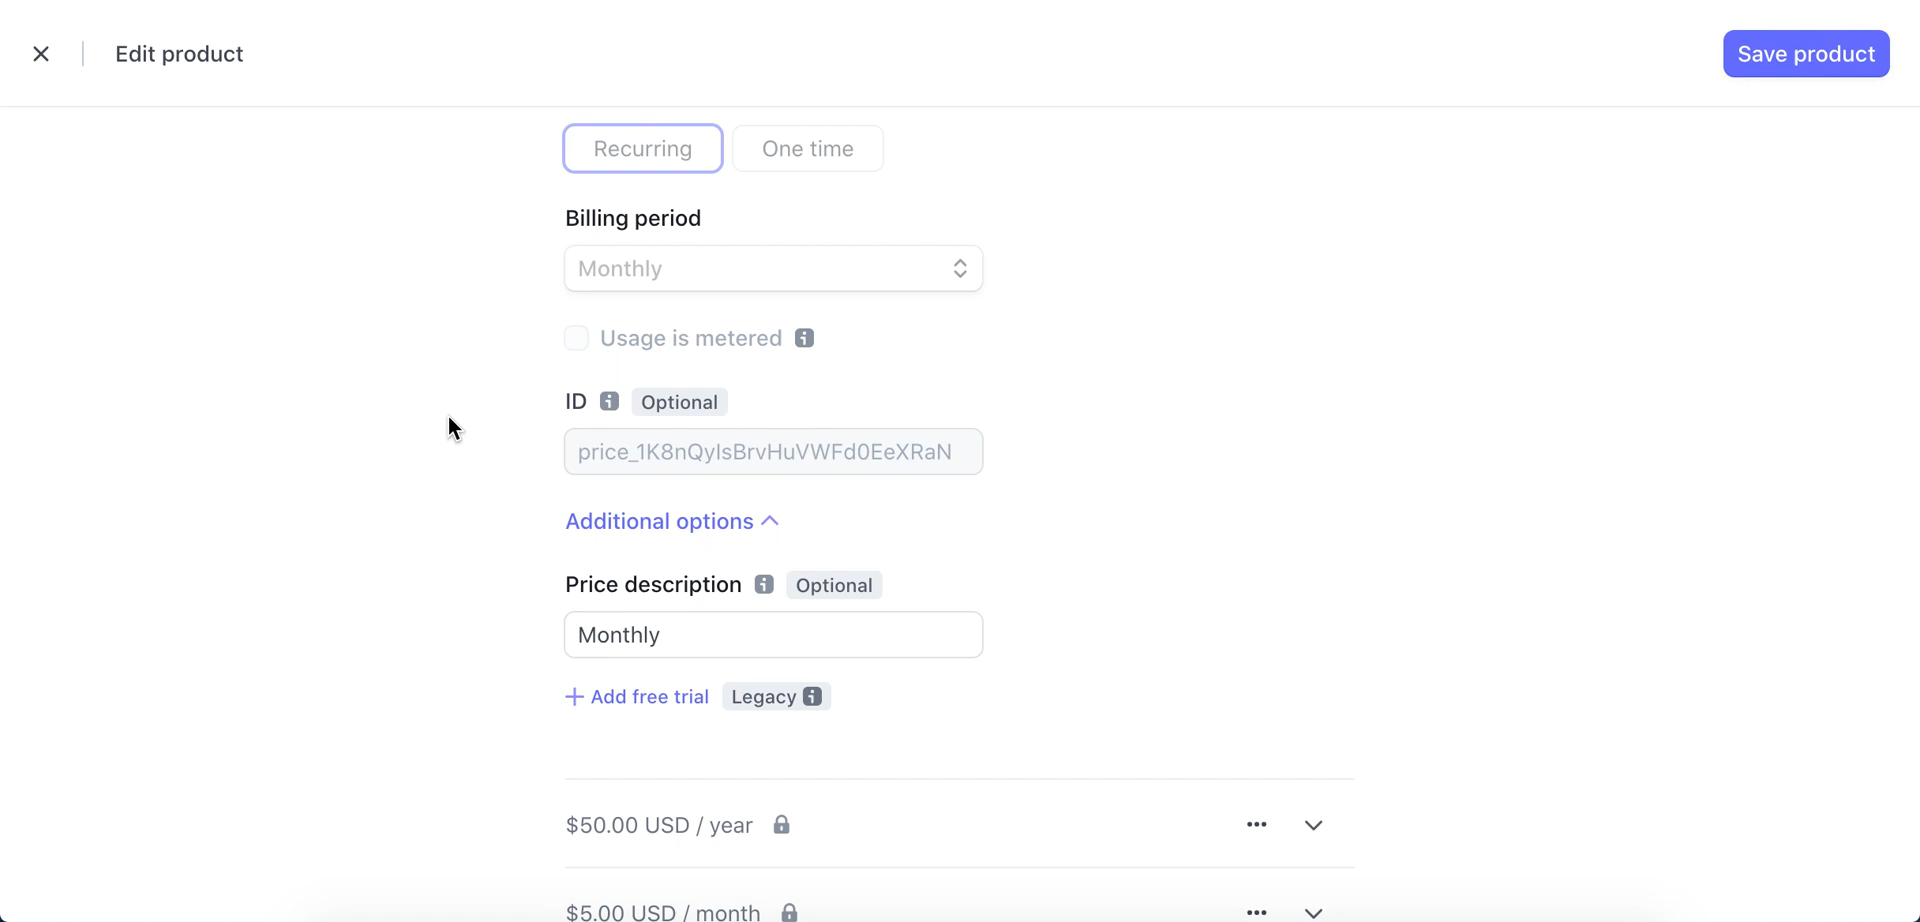 Edit product
Save product
Recurring
One time
Billing period
Monthly
Usage is metered
ID Optional
price_1K8nQyIsBrvHuVWFd0EeXRaN
Additional options
Price description Optional
Monthly
+ Add free trial Legacy
$50.00 USD / year
$5.00 USD / month